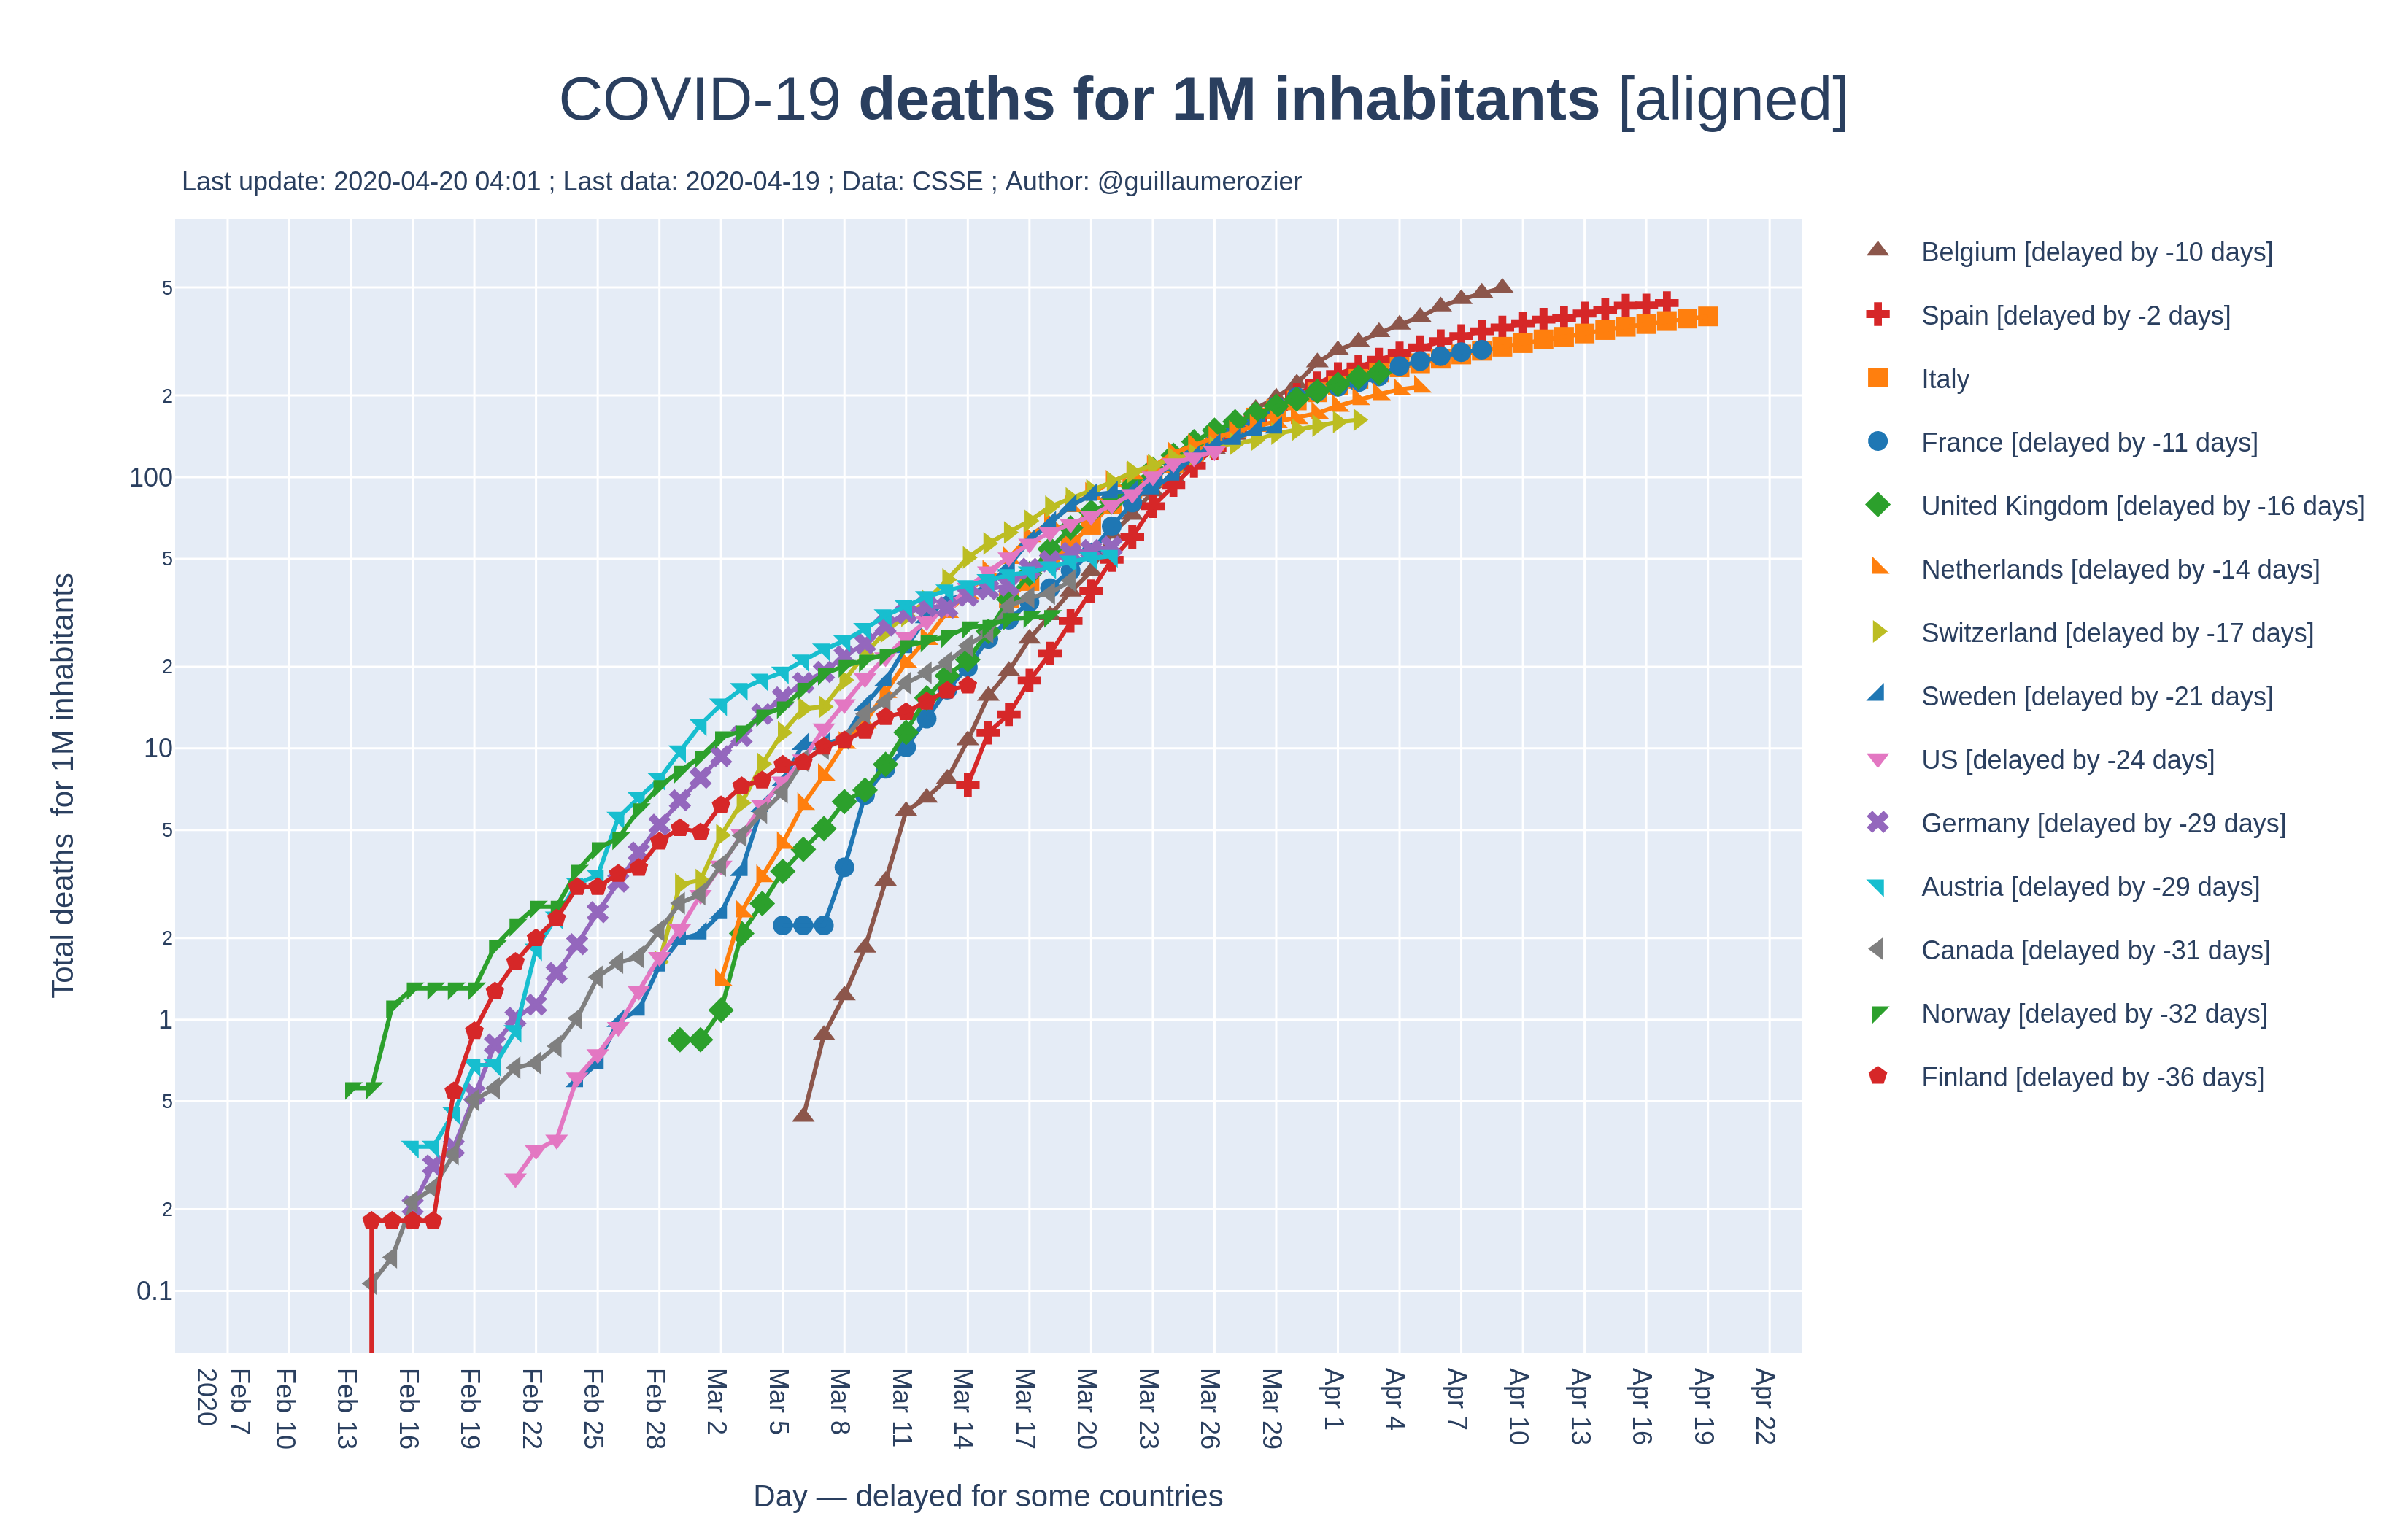 COVID-19 deaths for 1M inhabitants [aligned]
Last update: 2020-04-20 04:01 ; Last data: 2020-04-19 ; Data: CSSE ; Author: @guillaumerozier
Total deaths for 1M inhabitants
5
2
100
5
2
10
5
2
1
5
2
0.1
Feb 7
2020
Feb 10
Feb 13
Feb 16
Feb 19
Feb 22
Feb 25
Feb 28
Mar 2
Mar 5
Mar 8
Mar 11
Mar 14
Mar 17
Mar 20
Mar 23
Mar 26
Mar 29
Apr 1
Apr 4
Apr 7
Apr 10
Apr 13
Apr 16
Apr 19
Apr 22
Day — delayed for some countries
Belgium [delayed by -10 days]
Spain [delayed by -2 days]
Italy
France [delayed by -11 days]
United Kingdom [delayed by -16 days]
Netherlands [delayed by -14 days]
Switzerland [delayed by -17 days]
Sweden [delayed by -21 days]
US [delayed by -24 days]
Germany [delayed by -29 days]
Austria [delayed by -29 days]
Canada [delayed by -31 days]
Norway [delayed by -32 days]
Finland [delayed by -36 days]